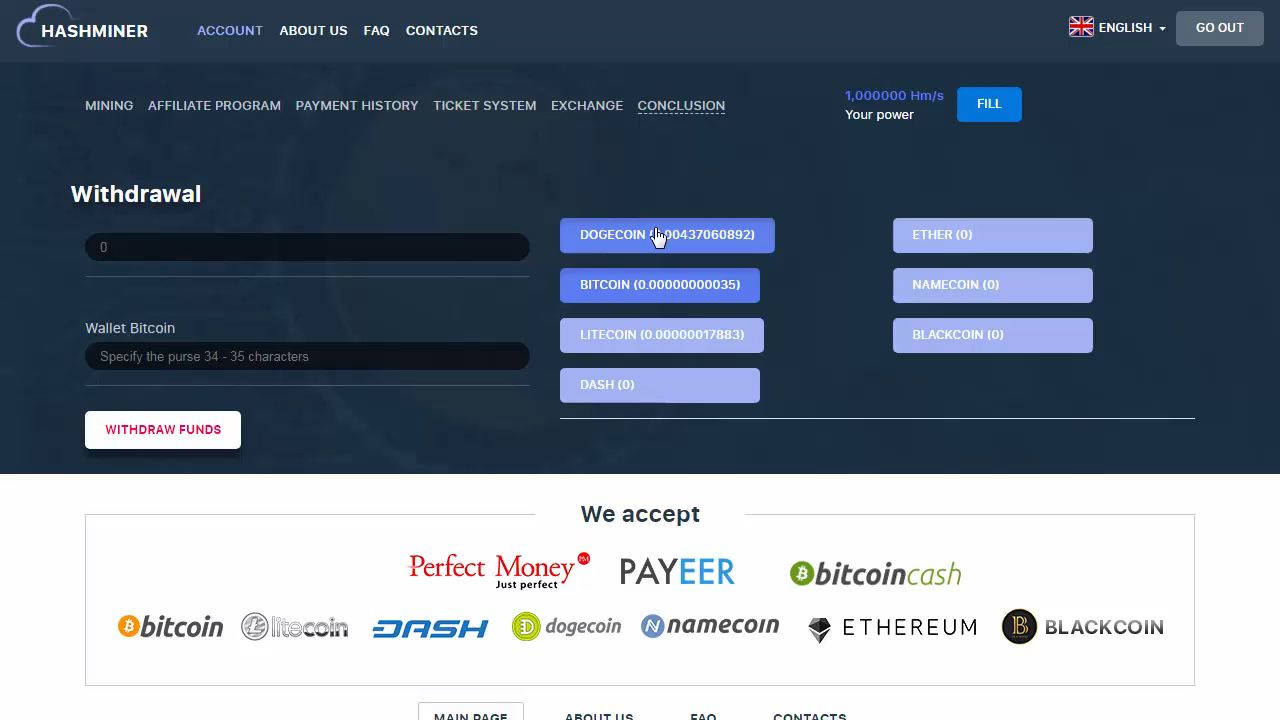 HASHMINER
ACCOUNT ABOUT US FAQ CONTACTS
ENGLISH
GO OUT
MINING AFFILIATE PROGRAM PAYMENT HISTORY TICKET SYSTEM EXCHANGE CONCLUSION
1,000000 Hm/s
Your power
FILL
Withdrawal
0
Wallet Bitcoin
Specify the purse 34 - 35 characters
WITHDRAW FUNDS
DOGECOIN 00437060892)
BITCOIN (0.00000000035)
LITECOIN (0.00000017883)
DASH (0)
ETHER (0)
NAMECOIN (0)
BLACKCOIN (0)
We accept
Perfect Money PM
Just perfect
PAYEER
bitcoincash
bitcoin
litecoin
DASH
dogecoin
namecoin
ETHEREUM
BLACKCOIN
MAIN PAGE ABOUT US FAQ CONTACTS